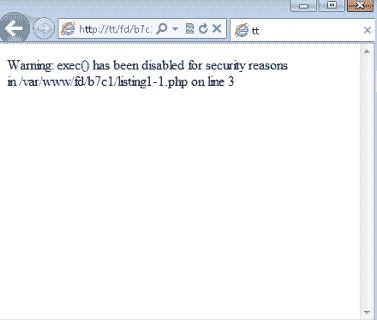 http://tt/fd/b7c
tt
Warning: exec() has been disabled for security reasons
in /var/www/fd/b7c1/listing1-1.php on line 3